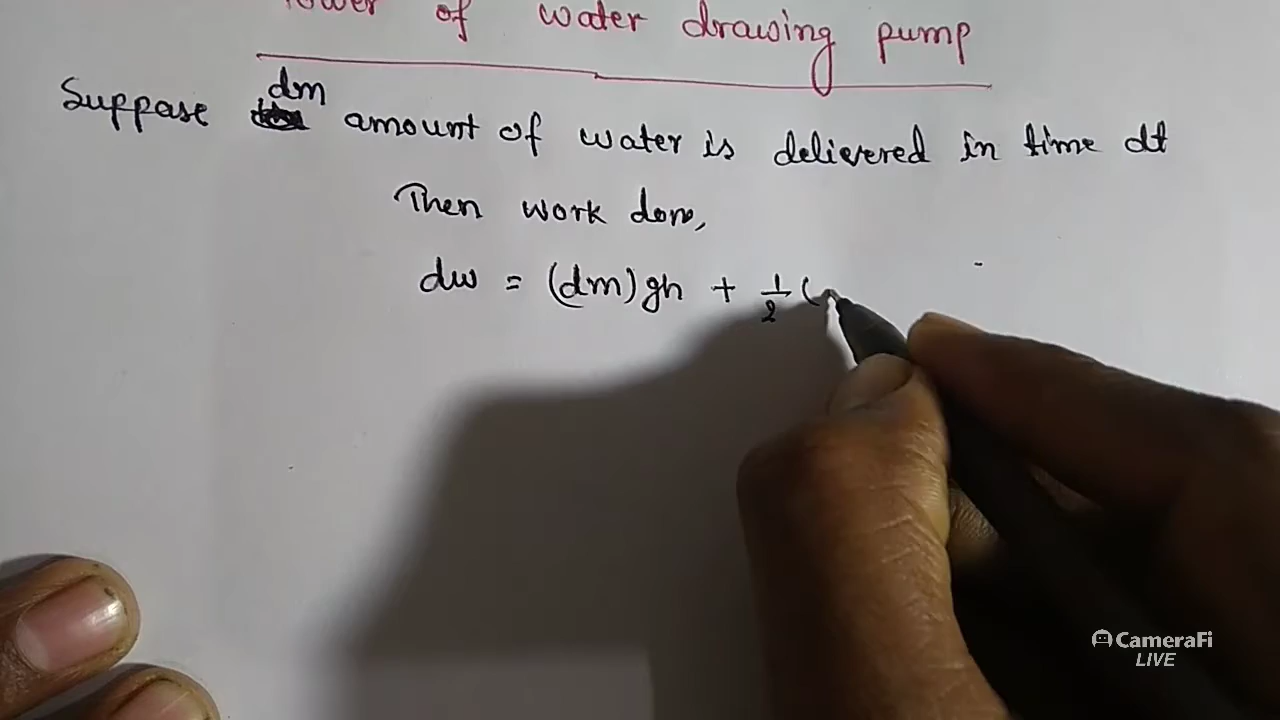 of water drawing pump
Suppose dm amount of water is delivered in time dt
Then work done,
dw = (dm)gh + 1/2 (
CameraFi
LIVE